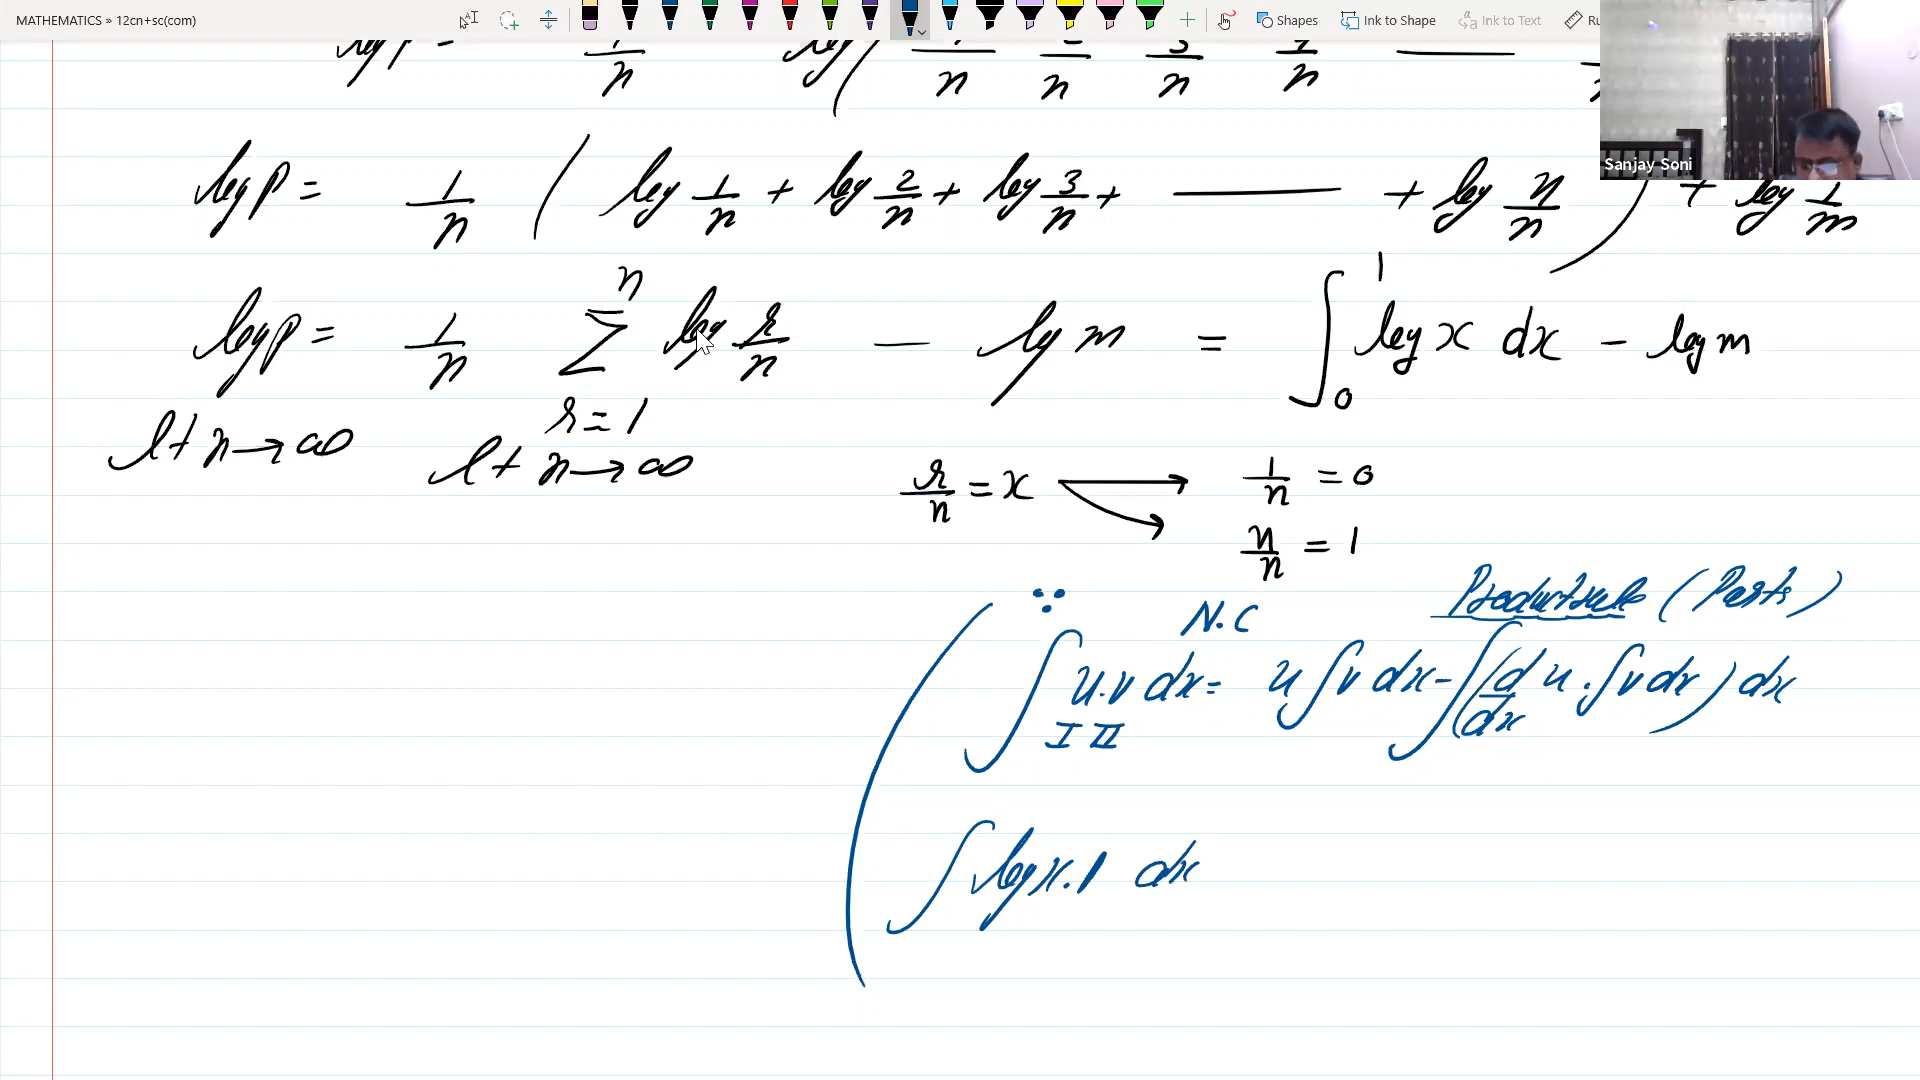 MATHEMATICS » 12cn+sc(com)
Shapes Ink to Shape Ink to Text
Sanjay Soni
log p = 1/n ( log 1/n + log 2/n + log 3/n + —— + log n/n ) + log 1/m
log p = 1/n Σ log r/n — log m = ∫ log x dx - log m
n
r = 1
1
0
lt n→∞ lt n→∞
r/n = x → 1/n = 0
n/n = 1
∵ N.C Product rule (Parts)
∫ u.v dx = u ∫v dx - ∫(d/dx u . ∫v dx) dx
I II
∫ log x . 1 dx